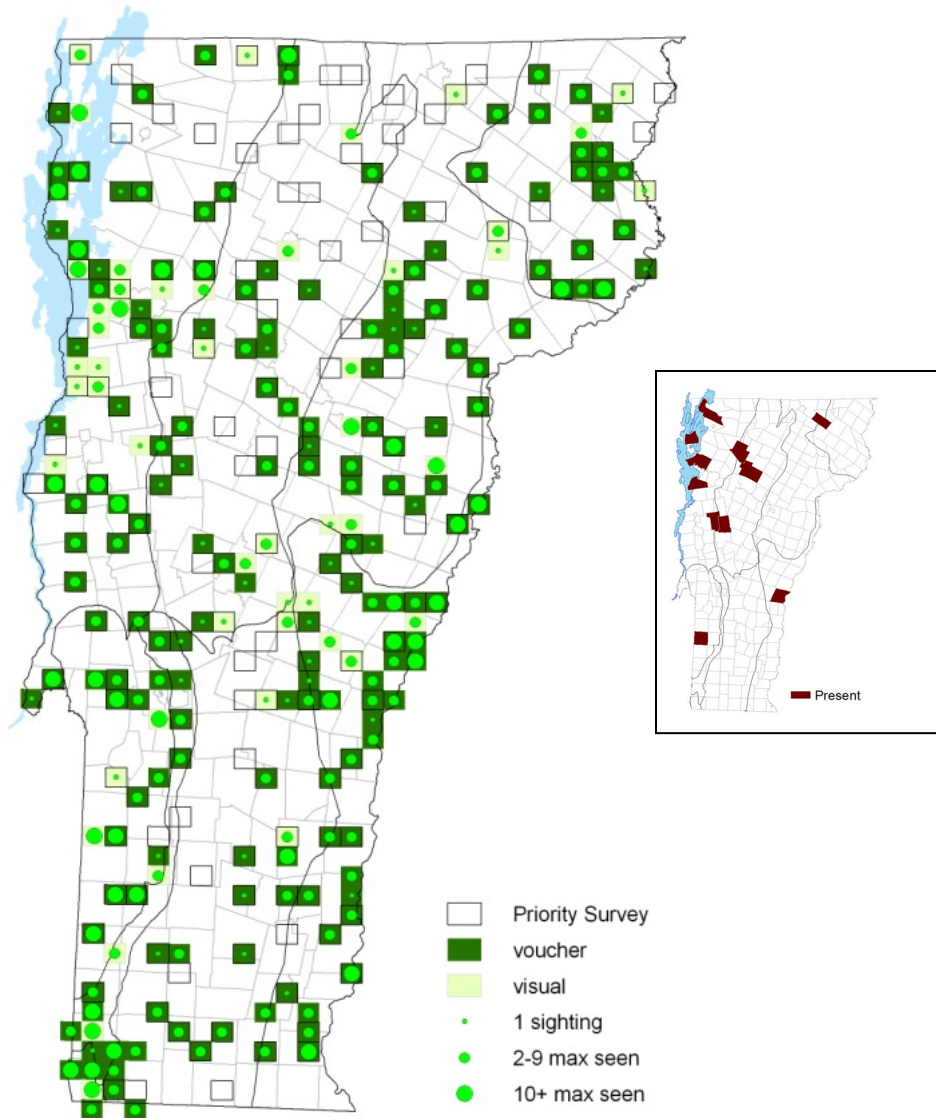 Present
Priority Survey
voucher
visual
1 sighting
2-9 max seen
10+ max seen